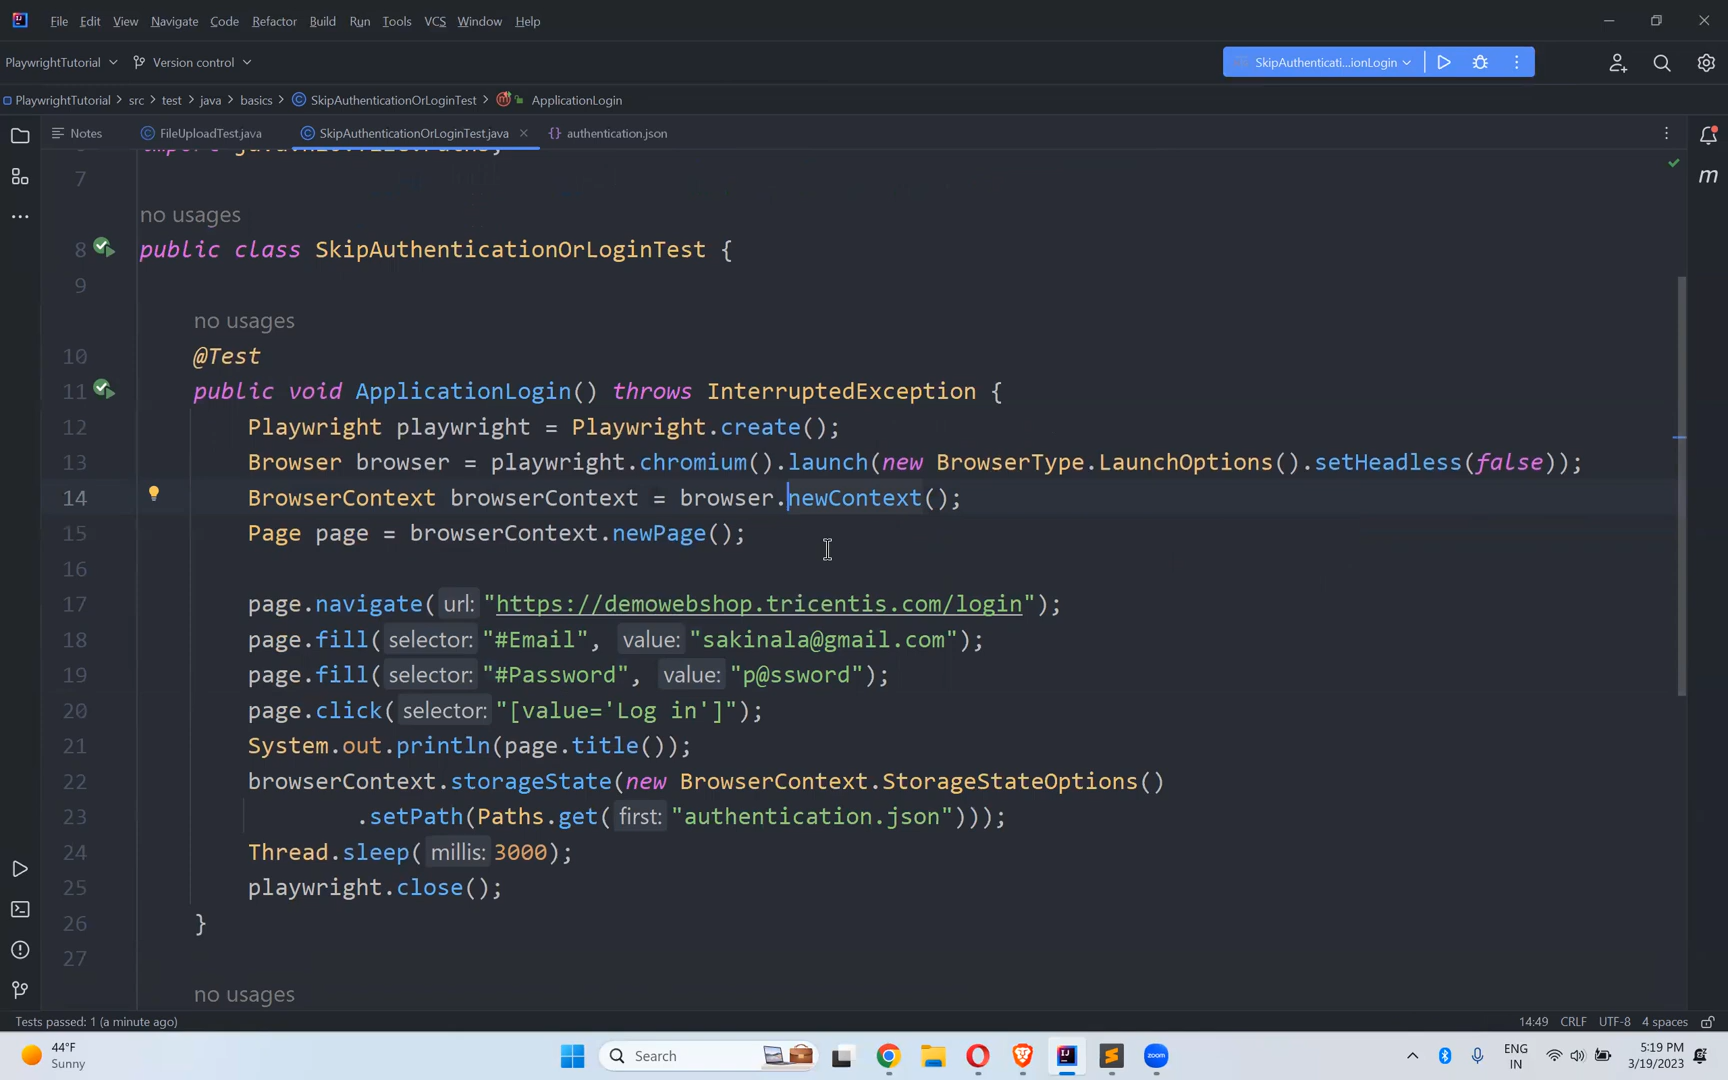 File Edit View Navigate Code Refactor Build Run Tools VCS Window Help
PlaywrightTutorial Version control SkipAuthenticati...ionLogin
PlaywrightTutorial > src > test > java > basics > SkipAuthenticationOrLoginTest > ApplicationLogin
Notes FileUploadTest.java SkipAuthenticationOrLoginTest.java authentication.json
7
no usages
8 public class SkipAuthenticationOrLoginTest {
9
no usages
10 @Test
11 public void ApplicationLogin() throws InterruptedException {
12 Playwright playwright = Playwright.create();
13 Browser browser = playwright.chromium().launch(new BrowserType.LaunchOptions().setHeadless(false));
14 BrowserContext browserContext = browser.newContext();
15 Page page = browserContext.newPage();
16
17 page.navigate( url: "https://demowebshop.tricentis.com/login");
18 page.fill( selector: "#Email", value: "sakinala@gmail.com");
19 page.fill( selector: "#Password", value: "p@ssword");
20 page.click( selector: "[value='Log in']");
21 System.out.println(page.title());
22 browserContext.storageState(new BrowserContext.StorageStateOptions()
23 .setPath(Paths.get( first: "authentication.json")));
24 Thread.sleep( millis: 3000);
25 playwright.close();
26 }
27
no usages
Tests passed: 1 (a minute ago) 14:49 CRLF UTF-8 4 spaces
44°F
Sunny
Search
ENG
IN
5:19 PM
3/19/2023
zoom